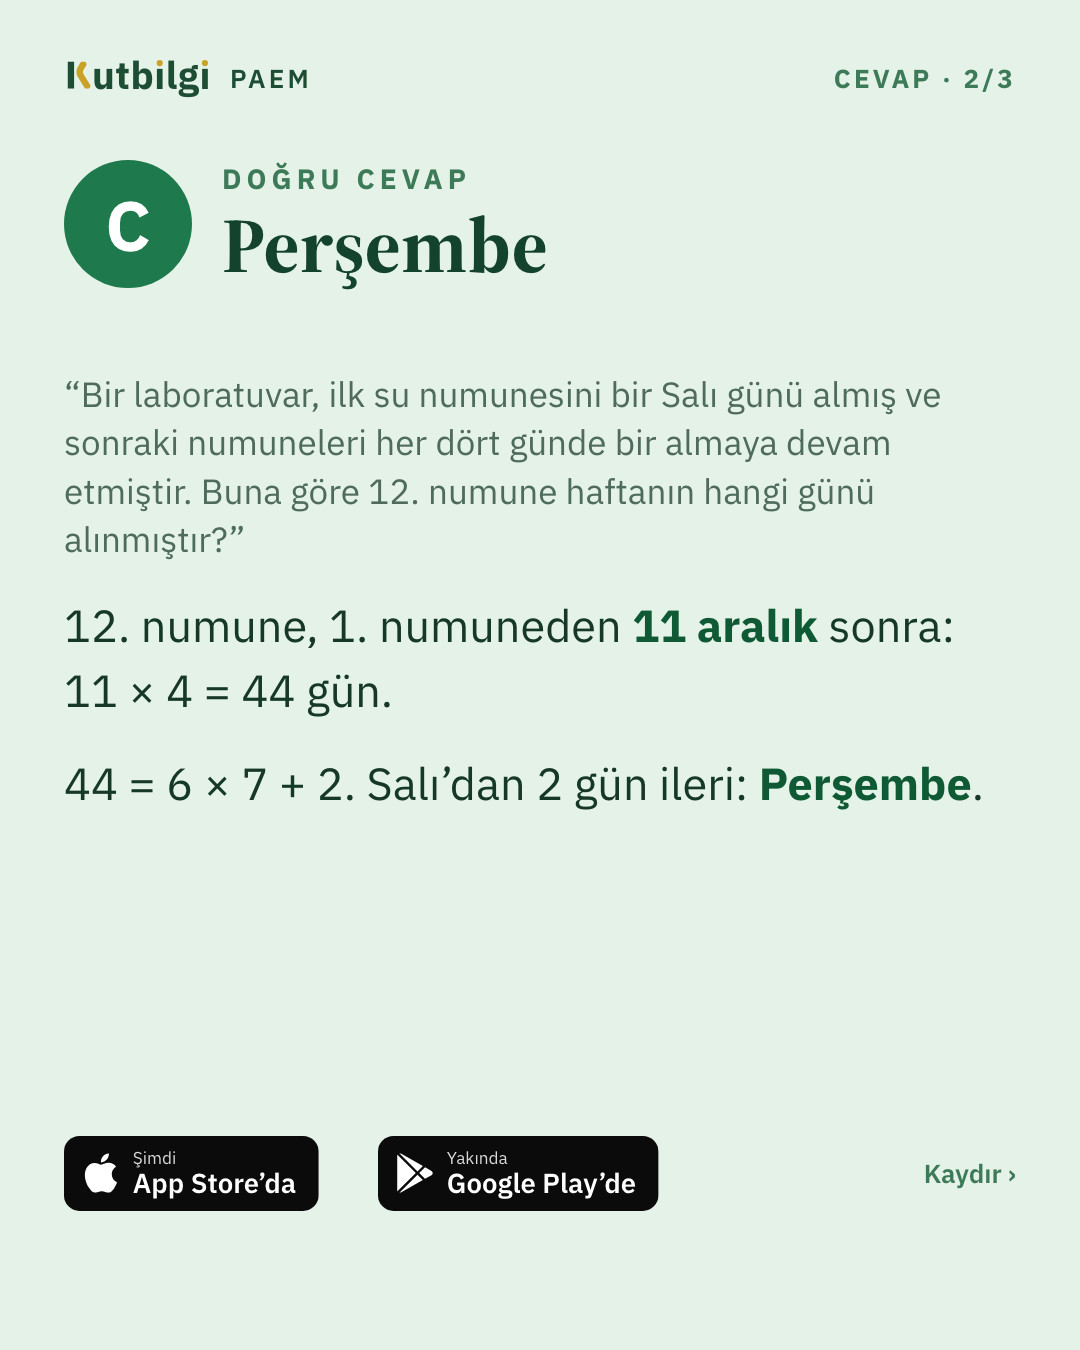 Kutbilgi PAEM
CEVAP · 2/3
C
DOĞRU CEVAP
Perşembe
“Bir laboratuvar, ilk su numunesini bir Salı günü almış ve
sonraki numuneleri her dört günde bir almaya devam
etmiştir. Buna göre 12. numune haftanın hangi günü
alınmıştır?”
12. numune, 1. numuneden 11 aralık sonra:
11 × 4 = 44 gün.
44 = 6 × 7 + 2. Salı’dan 2 gün ileri: Perşembe.
Şimdi
App Store’da
Yakında
Google Play’de
Kaydır ›